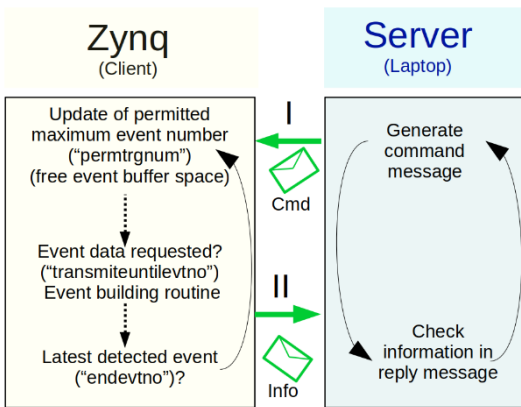 Zynq
(Client)
Server
(Laptop)
Update of permitted
maximum event number
("permtrgnum")
(free event buffer space)
Event data requested?
("transmiteuntilevtno")
Event building routine
Latest detected event
("endevtno")?
I
Cmd
II
Info
Generate
command
message
Check
information in
reply message